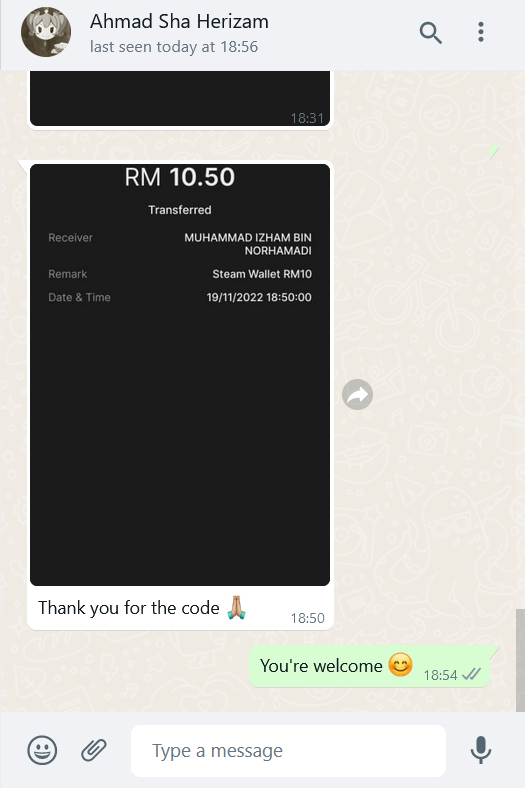 Ahmad Sha Herizam
last seen today at 18:56
18:31
RM 10.50
Transferred
Receiver MUHAMMAD IZHAM BIN
NORHAMADI
Remark Steam Wallet RM10
Date & Time 19/11/2022 18:50:00
Thank you for the code 🙏🏼
18:50
You're welcome 😊
18:54
Type a message